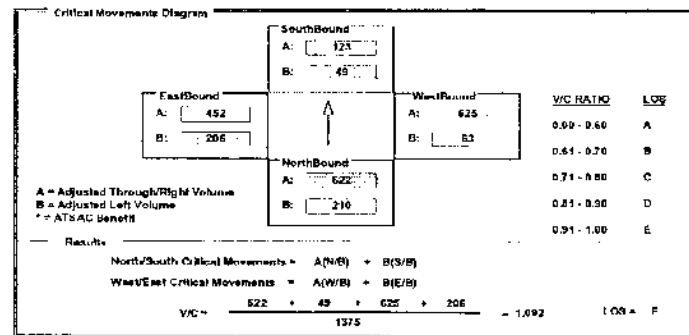 Critical Movements Diagram
SouthBound
A: 123
B: 49
EastBound
A: 452
B: 206
WestBound
A: 625
B: 63
NorthBound
A: 622
B: 210
V/C RATIO LOS
0.00 - 0.60 A
0.61 - 0.70 B
0.71 - 0.80 C
0.81 - 0.90 D
0.91 - 1.00 E
A = Adjusted Through/Right Volume
B = Adjusted Left Volume
* = ATSAC Benefit
Results
North/South Critical Movements = A(N/B) + B(S/B)
West/East Critical Movements = A(W/B) + B(E/B)
V/C = 622 + 49 + 625 + 206 = 1.092 LOS = F
1375